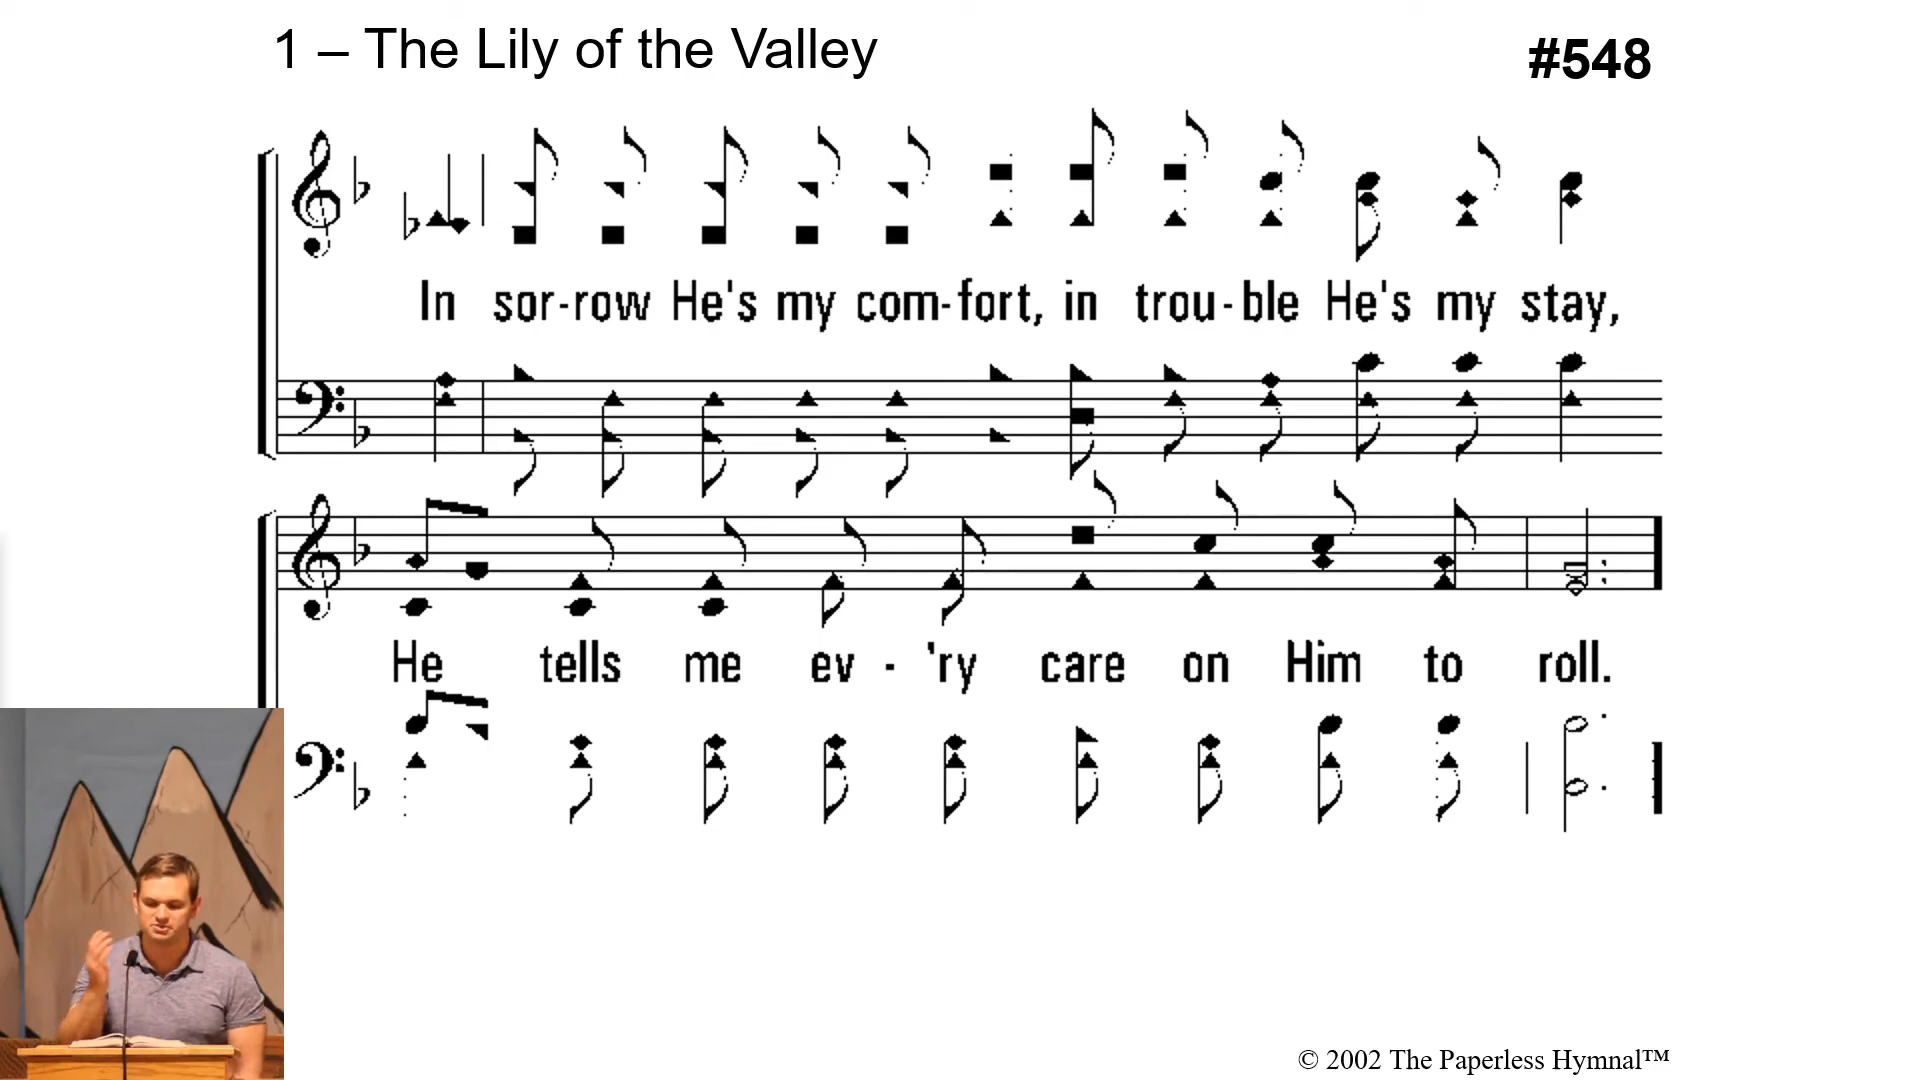 1 – The Lily of the Valley
#548
In sor-row He's my com-fort, in trou-ble He's my stay,
He tells me ev - 'ry care on Him to roll.
© 2002 The Paperless Hymnal™